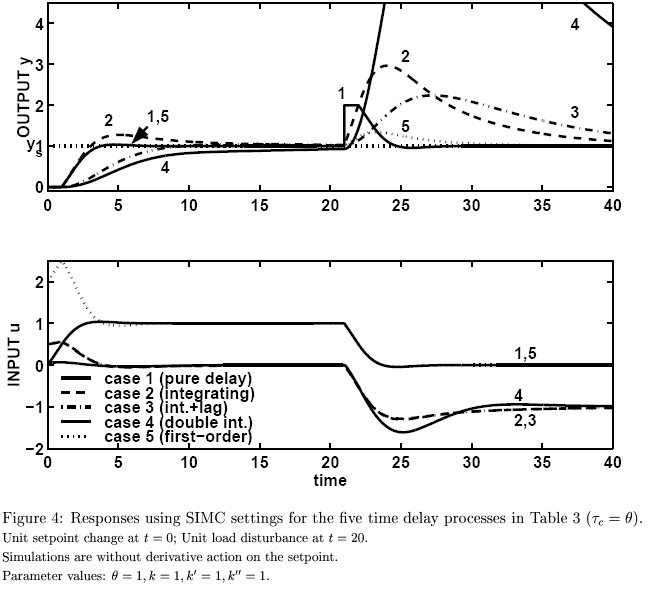 OUTPUT y
4
3
2
1
0
y
s
2
1,5
4
1
2
5
3
4
0 5 10 15 20 25 30 35 40
INPUT u
2
1
0
−1
−2
1,5
4
2,3
case 1 (pure delay)
case 2 (integrating)
case 3 (int.+lag)
case 4 (double int.)
case 5 (first−order)
0 5 10 15 20 25 30 35 40
time
Figure 4: Responses using SIMC settings for the five time delay processes in Table 3 (τc = θ).
Unit setpoint change at t = 0; Unit load disturbance at t = 20.
Simulations are without derivative action on the setpoint.
Parameter values: θ = 1, k = 1, k′ = 1, k″ = 1.